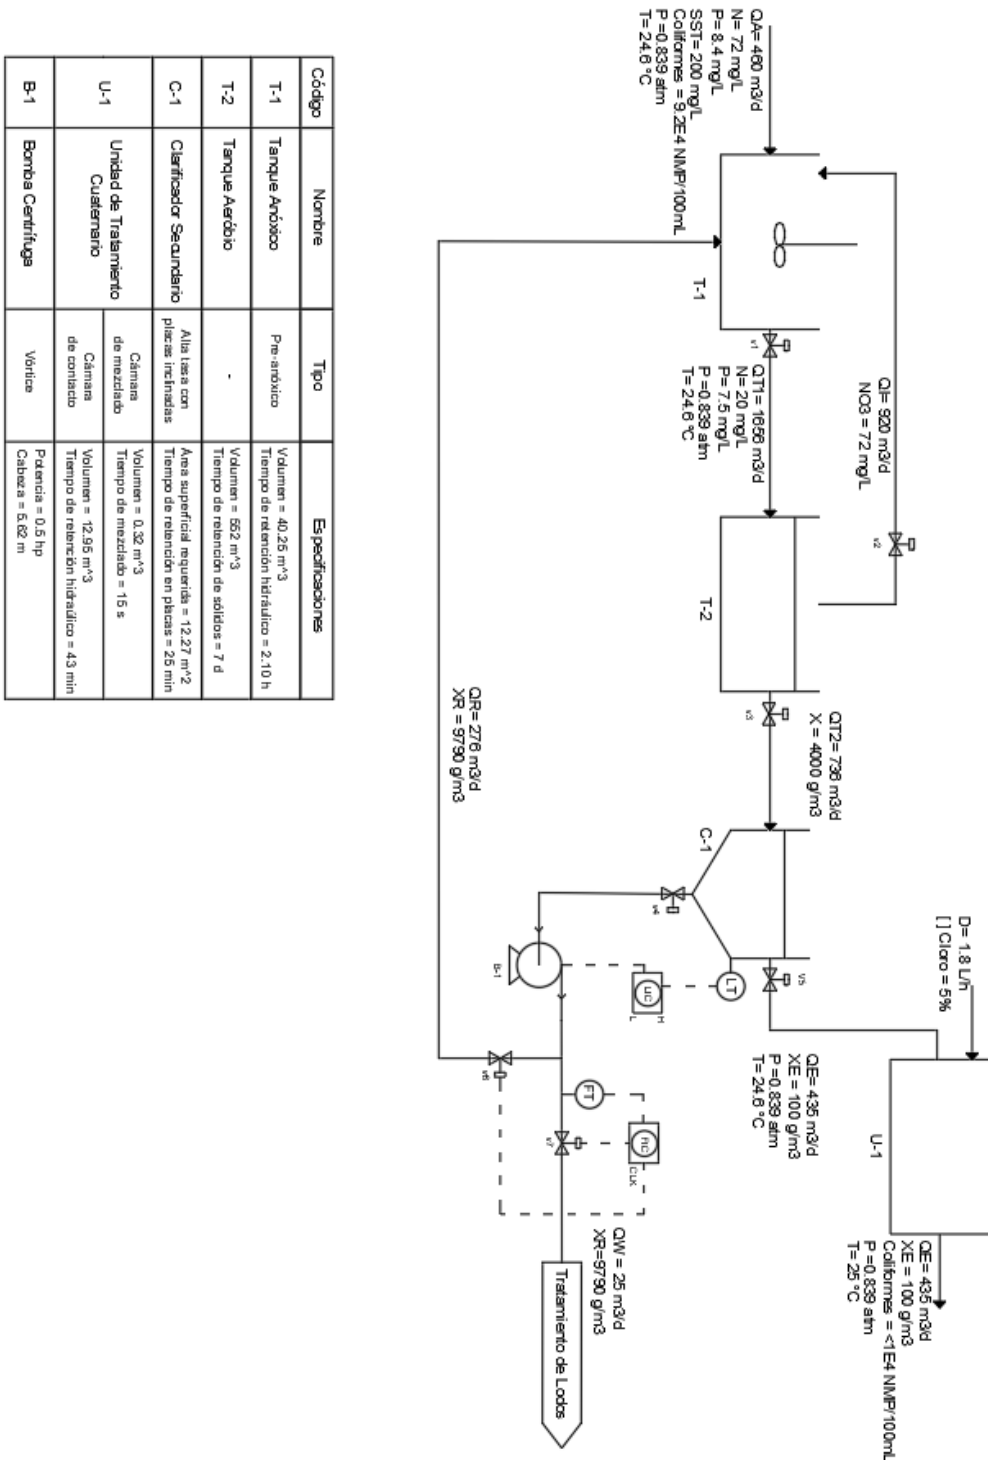 QA= 460 m3/d
N= 72 mg/L
P= 8.4 mg/L
SST= 200 mg/L
Coliformes = 9.2E4 NMP/100mL
P =0.839 atm
T= 24.6 °C
T-1
v1
QT1= 1656 m3/d
N= 20 mg/L
P= 7.5 mg/L
P =0.839 atm
T= 24.6 °C
QI= 920 m3/d
NO3 = 72 mg/L
v2
T-2
v3
QT2= 736 m3/d
X = 4000 g/m3
C-1
v4
LT
LIC
H
L
B-1
V5
D= 1.8 L/h
[ ] Cloro = 5%
QE= 435 m3/d
XE = 100 g/m3
P =0.839 atm
T= 24.6 °C
U-1
QE= 435 m3/d
XE = 100 g/m3
Coliformes = <1E4 NMP/100mL
P =0.839 atm
T= 25 °C
QR= 276 m3/d
XR = 9790 g/m3
v6
FT
FIC
CLK
v7
QW = 25 m3/d
XR=9790 g/m3
Tratamiento de Lodos
Código Nombre Tipo Especificaciones
T-1 Tanque Anóxico Pre-anóxico Volumen = 40.25 m^3
Tiempo de retención hidráulico = 2.10 h
T-2 Tanque Aeróbio - Volumen = 552 m^3
Tiempo de retención de sólidos = 7 d
C-1 Clarificador Secundario Alta tasa con
placas inclinadas Área superficial requerida = 12.27 m^2
Tiempo de retención en placas = 25 min
U-1 Unidad de Tratamiento
Cuaternario Cámara
de mezclado Volumen = 0.32 m^3
Tiempo de mezclado = 15 s
Cámara
de contacto Volumen = 12.95 m^3
Tiempo de retención hidraúlico = 43 min
B-1 Bomba Centrífuga Vórtice Potencia = 0.5 hp
Cabeza = 5.62 m